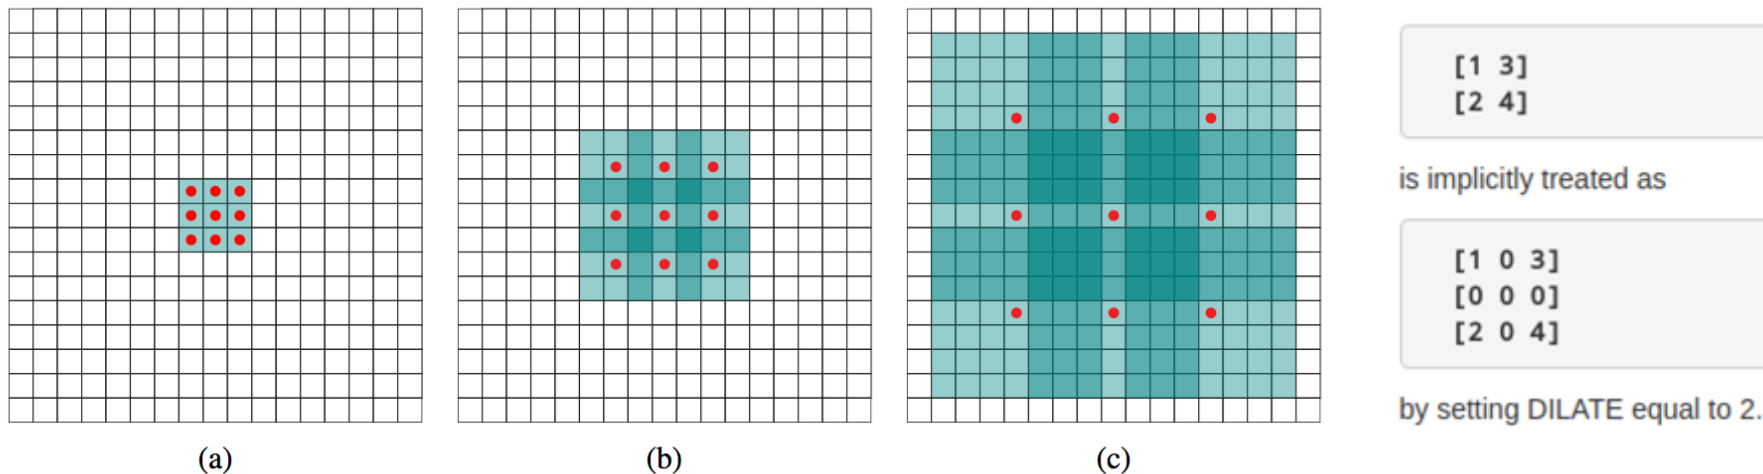 (a)
(b)
(c)
[1 3]
[2 4]
is implicitly treated as
[1 0 3]
[0 0 0]
[2 0 4]
by setting DILATE equal to 2.